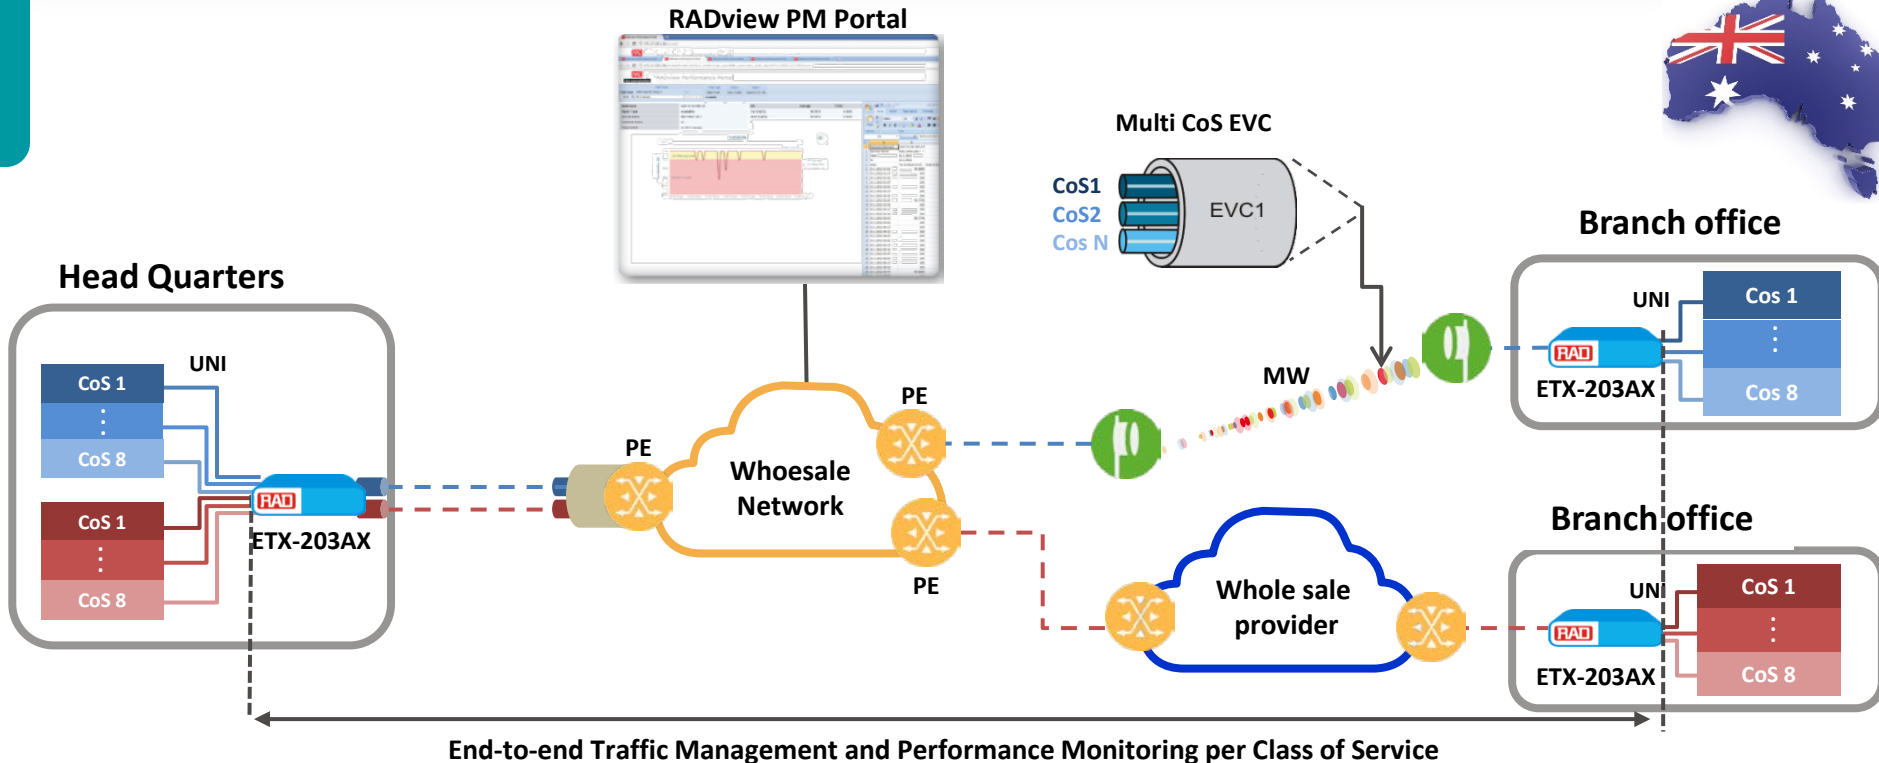 RADview PM Portal
RADview Performance Portal
Multi CoS EVC
CoS1
CoS2
Cos N
EVC1
Branch office
UNI
Cos 1
⋮
Cos 8
RAD
ETX-203AX
Head Quarters
UNI
CoS 1
⋮
CoS 8
CoS 1
⋮
CoS 8
RAD
ETX-203AX
PE
Whoesale
Network
PE
PE
MW
Whole sale
provider
Branch office
UNI
CoS 1
⋮
CoS 8
RAD
ETX-203AX
End-to-end Traffic Management and Performance Monitoring per Class of Service